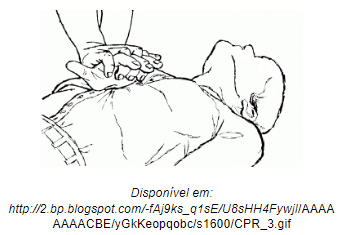 Disponível em:
http://2.bp.blogspot.com/-fAj9ks_q1sE/U8sHH4FywjI/AAAA
AAAACBE/yGkKeopqobc/s1600/CPR_3.gif